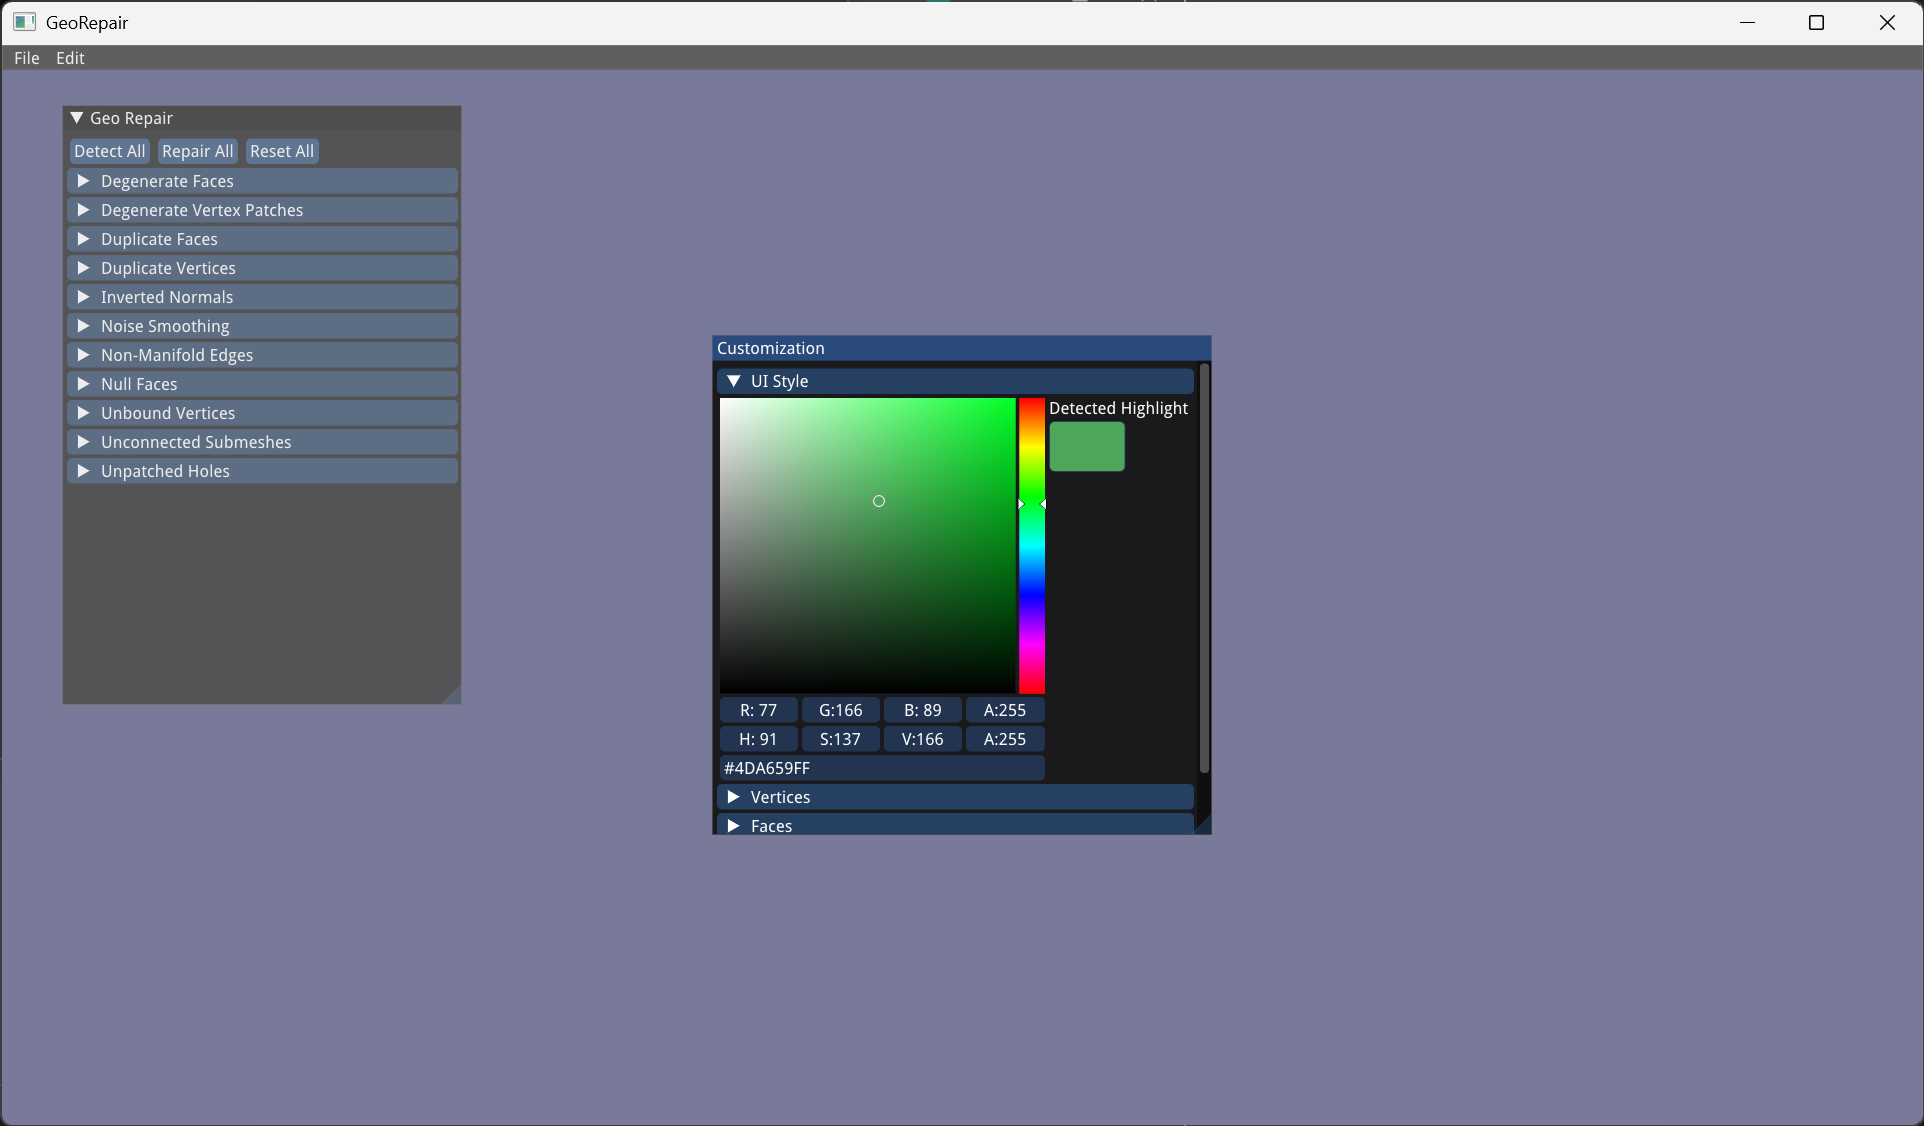 GeoRepair
File Edit
Geo Repair
Detect All Repair All Reset All
Degenerate Faces
Degenerate Vertex Patches
Duplicate Faces
Duplicate Vertices
Inverted Normals
Noise Smoothing
Non-Manifold Edges
Null Faces
Unbound Vertices
Unconnected Submeshes
Unpatched Holes
Customization
UI Style
Detected Highlight
R: 77 G:166 B: 89 A:255
H: 91 S:137 V:166 A:255
#4DA659FF
Vertices
Faces